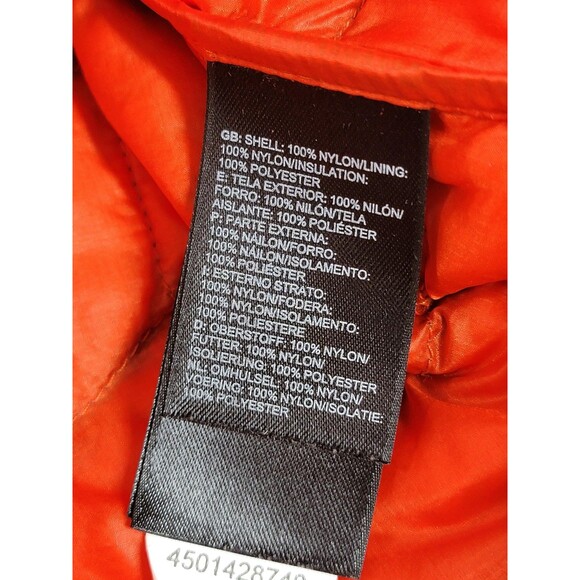 GB: SHELL: 100% NYLON/LINING:
100% NYLON/INSULATION:
100% POLYESTER
E: TELA EXTERIOR: 100% NILÓN/
FORRO: 100% NILÓN/TELA
AISLANTE: 100% POLIÉSTER
P: PARTE EXTERNA:
100% NÁILON/FORRO:
100% NÁILON/ISOLAMENTO:
100% POLIÉSTER
I: ESTERNO STRATO: 100%
100% NYLON/FODERA:
100% NYLON/ISOLAMENTO:
100% POLIESTERE
D: OBERSTOFF: 100% NYLON/
FUTTER: 100% NYLON/
ISOLIERUNG: 100% POLYESTER
NL: OMHULSEL: 100% NYLON/
VOERING: 100% NYLON/ISOLATIE:
100% POLYESTER